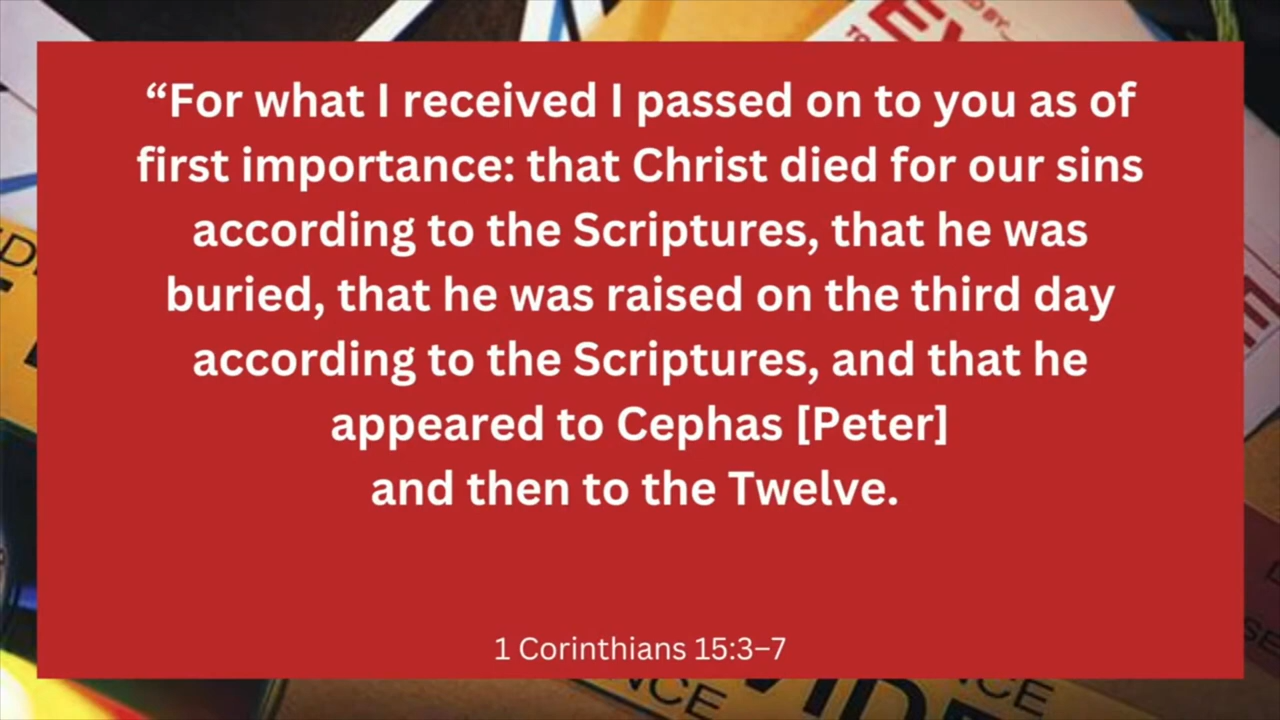 “For what I received I passed on to you as of
first importance: that Christ died for our sins
according to the Scriptures, that he was
buried, that he was raised on the third day
according to the Scriptures, and that he
appeared to Cephas [Peter]
and then to the Twelve.
1 Corinthians 15:3–7